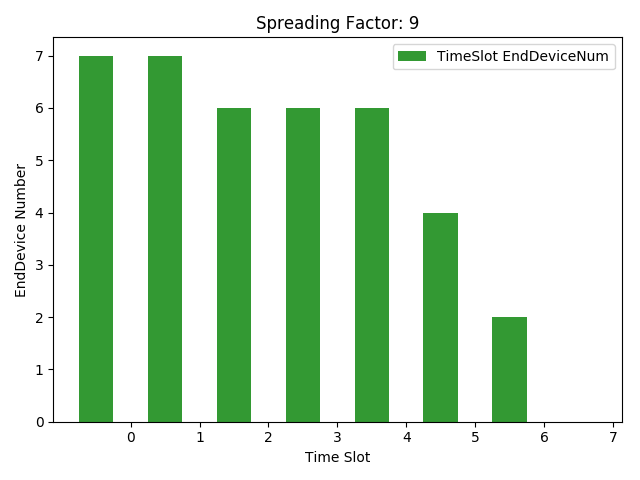 Spreading Factor: 9
TimeSlot EndDeviceNum
EndDevice Number
7
6
5
4
3
2
1
0
0 1 2 3 4 5 6 7
Time Slot